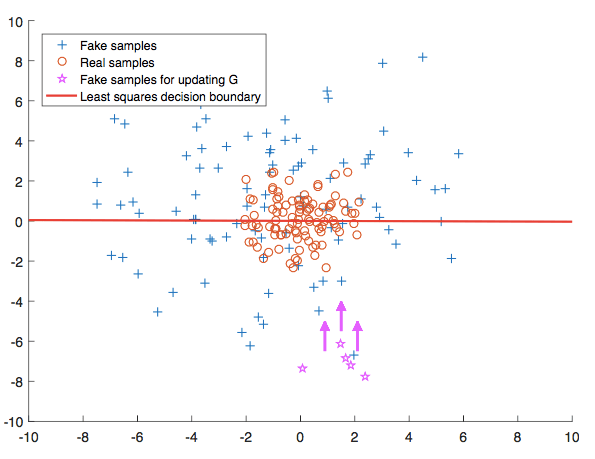 10
Fake samples
8
Real samples
Fake samples for updating G
6
Least squares decision boundary
4
2
0
-2
-4
-6
-8
-10
-10 -8 -6 -4 -2 0 2 4 6 8 10